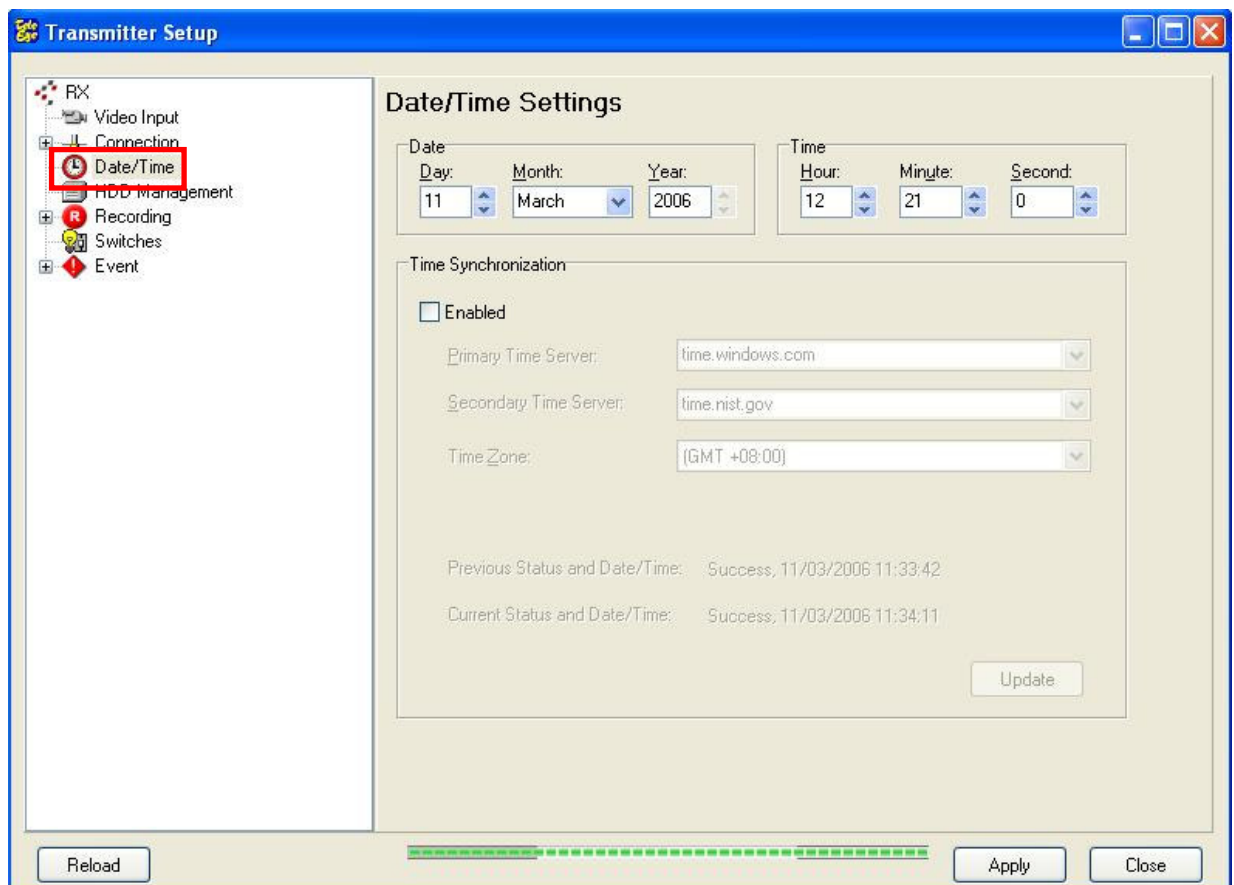 Transmitter Setup
RX
Video Input
Connection
Date/Time
HDD Management
Recording
Switches
Event
Date/Time Settings
Date
Day: Month: Year:
11 March 2006
Time
Hour: Minute: Second:
12 21 0
Time Synchronization
Enabled
Primary Time Server: time.windows.com
Secondary Time Server: time.nist.gov
Time Zone: (GMT +08:00)
Previous Status and Date/Time: Success, 11/03/2006 11:33:42
Current Status and Date/Time: Success, 11/03/2006 11:34:11
Update
Reload Apply Close